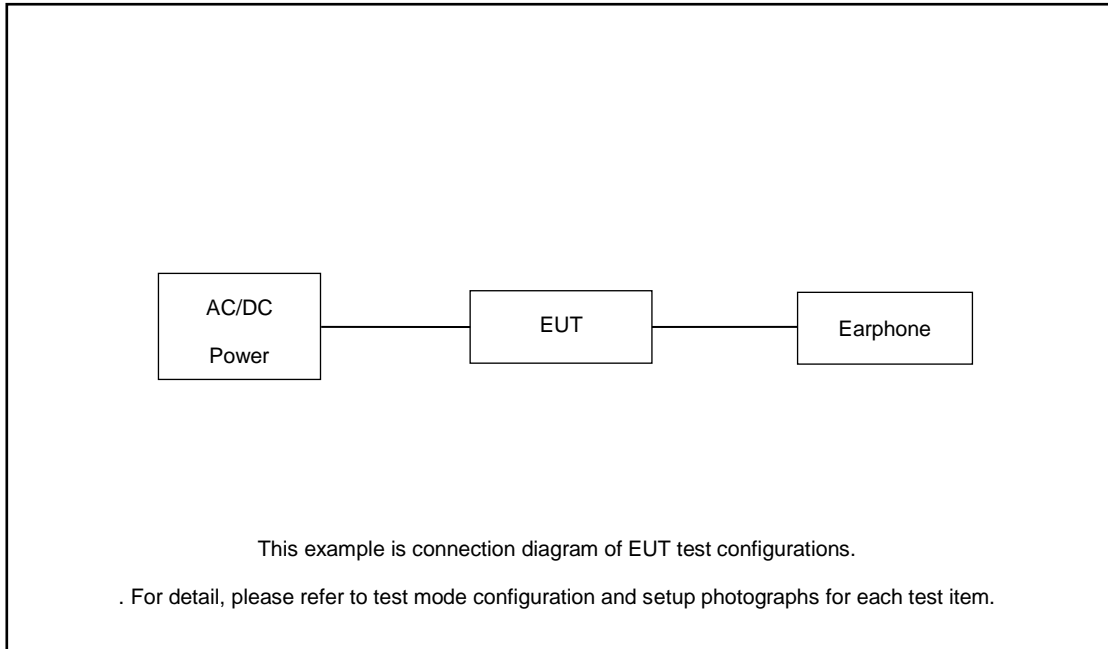 AC/DC
Power
EUT
Earphone
This example is connection diagram of EUT test configurations.
. For detail, please refer to test mode configuration and setup photographs for each test item.